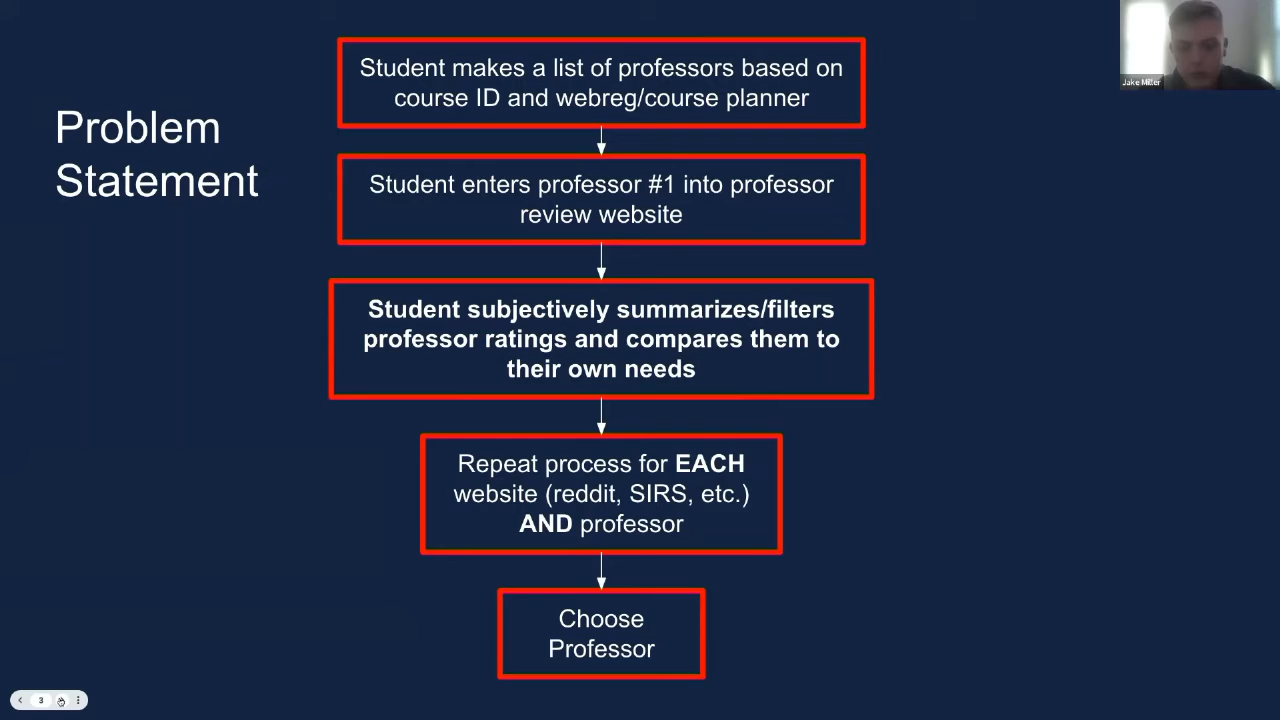 Problem
Statement
Student makes a list of professors based on
course ID and webreg/course planner
Student enters professor #1 into professor
review website
Student subjectively summarizes/filters
professor ratings and compares them to
their own needs
Repeat process for EACH
website (reddit, SIRS, etc.)
AND professor
Choose
Professor
Jake Miller
3